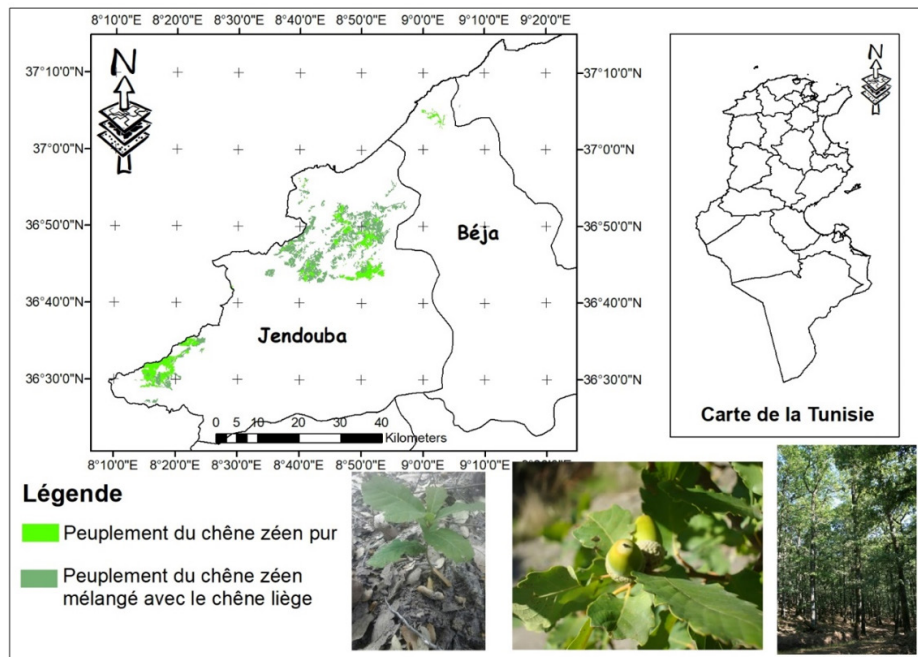 8°10'0"E 8°20'0"E 8°30'0"E 8°40'0"E 8°50'0"E 9°0'0"E 9°10'0"E 9°20'0"E
N
N
37°10'0"N
37°10'0"N
37°0'0"N
37°0'0"N
36°50'0"N
36°50'0"N
Béja
36°40'0"N
36°40'0"N
Jendouba
36°30'0"N
36°30'0"N
Carte de la Tunisie
0 5 10 20 30 40
Kilometers
8°10'0"E 8°20'0"E 8°30'0"E 8°40'0"E 8°50'0"E 9°0'0"E 9°10'0"E
Légende
Peuplement du chêne zéen pur
Peuplement du chêne zéen
mélangé avec le chêne liège